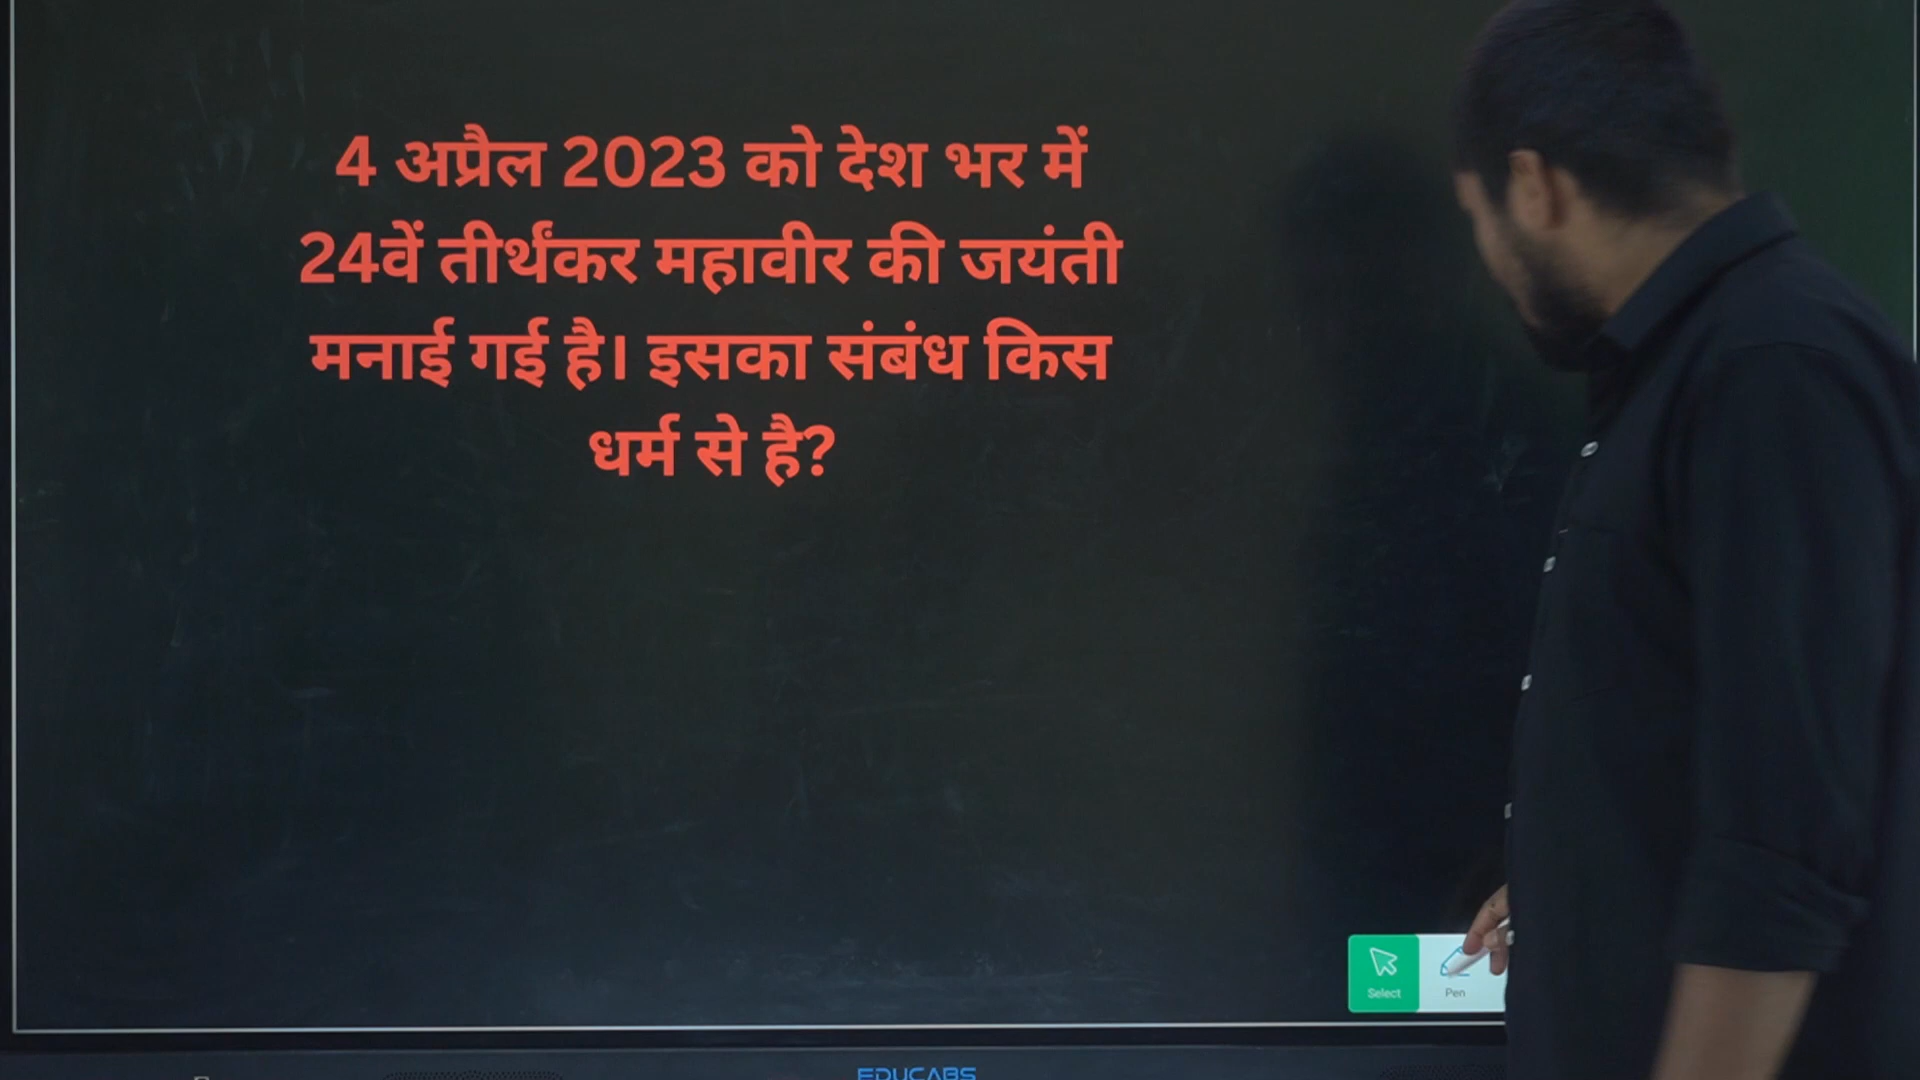 4 अप्रैल 2023 को देश भर में
24वें तीर्थंकर महावीर की जयंती
मनाई गई है। इसका संबंध किस
धर्म से है?
Select
Pen
EDUCABS